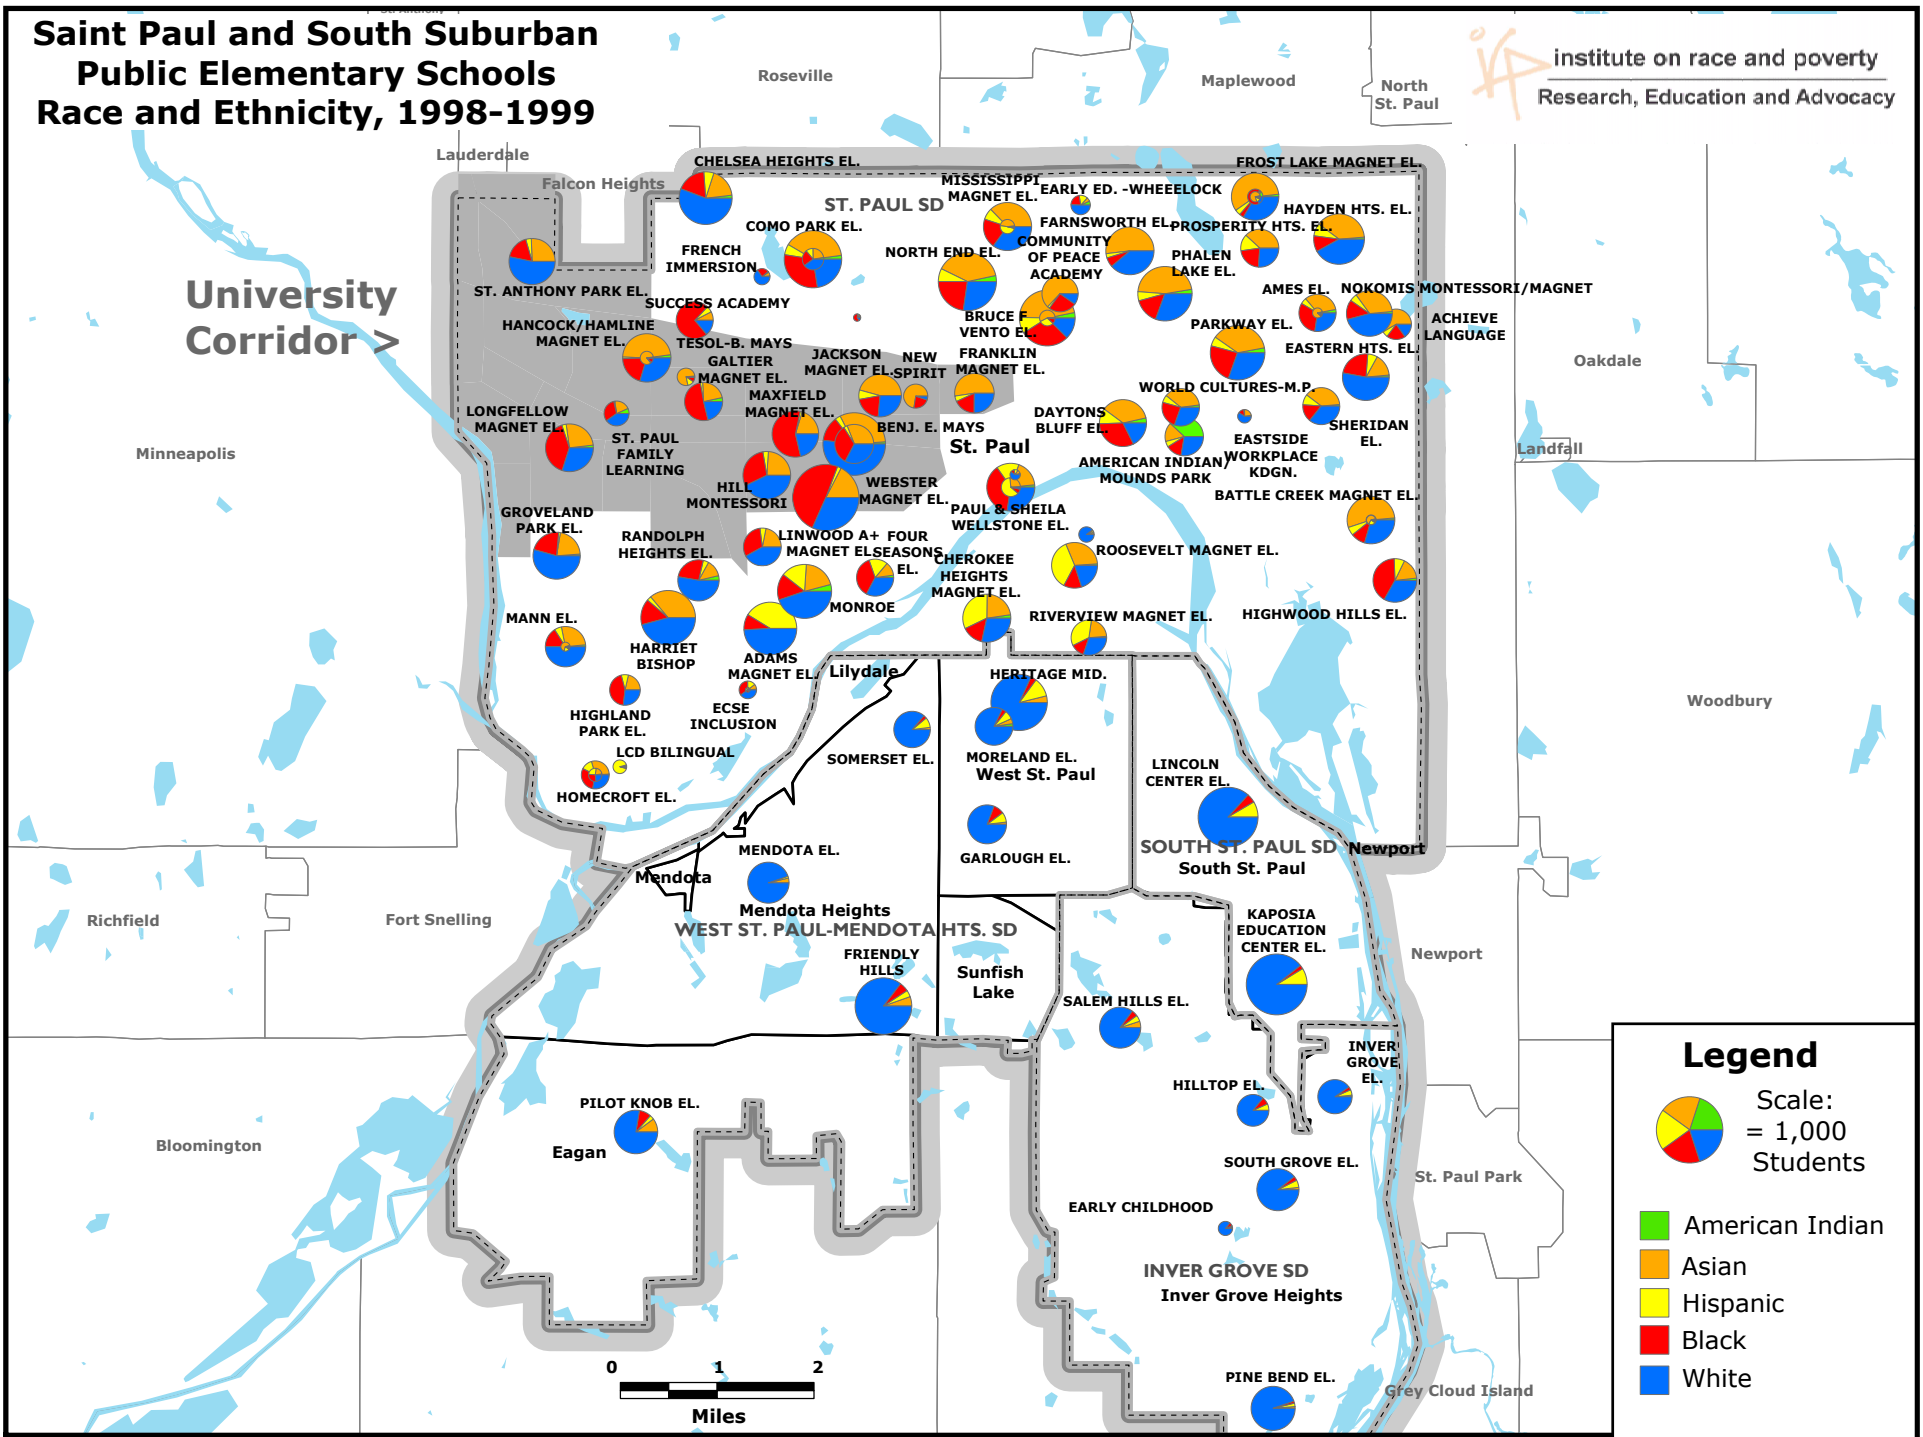 Saint Paul and South Suburban
Public Elementary Schools
Race and Ethnicity, 1998-1999
institute on race and poverty
Research, Education and Advocacy
Roseville
Maplewood
North
St. Paul
Lauderdale
Falcon Heights
CHELSEA HEIGHTS EL.
FROST LAKE MAGNET EL.
MISSISSIPPI
MAGNET EL.
EARLY ED. -WHEEELOCK
ST. PAUL SD
HAYDEN HTS. EL.
COMO PARK EL.
FARNSWORTH EL.
PROSPERITY HTS. EL.
FRENCH
IMMERSION
NORTH END EL.
COMMUNITY
OF PEACE
ACADEMY
PHALEN
LAKE EL.
University
Corridor >
ST. ANTHONY PARK EL.
SUCCESS ACADEMY
AMES EL.
NOKOMIS MONTESSORI/MAGNET
BRUCE F
VENTO EL.
ACHIEVE
LANGUAGE
HANCOCK/HAMLINE
MAGNET EL.
PARKWAY EL.
TESOL-B. MAYS
GALTIER
MAGNET EL.
JACKSON
MAGNET EL.
NEW
SPIRIT
FRANKLIN
MAGNET EL.
EASTERN HTS. EL.
Oakdale
MAXFIELD
MAGNET EL.
WORLD CULTURES-M.P.
LONGFELLOW
MAGNET EL.
DAYTONS
BLUFF EL.
BENJ. E. MAYS
SHERIDAN
EL.
Minneapolis
ST. PAUL
FAMILY
LEARNING
St. Paul
EASTSIDE
WORKPLACE
KDGN.
Landfall
AMERICAN INDIAN/
MOUNDS PARK
HILL
MONTESSORI
WEBSTER
MAGNET EL.
BATTLE CREEK MAGNET EL.
GROVELAND
PARK EL.
PAUL & SHEILA
WELLSTONE EL.
RANDOLPH
HEIGHTS EL.
LINWOOD A+
MAGNET EL.
FOUR
SEASONS
EL.
ROOSEVELT MAGNET EL.
CHEROKEE
HEIGHTS
MAGNET EL.
MONROE
RIVERVIEW MAGNET EL.
HIGHWOOD HILLS EL.
MANN EL.
HARRIET
BISHOP
ADAMS
MAGNET EL.
Lilydale
HERITAGE MID.
Woodbury
HIGHLAND
PARK EL.
ECSE
INCLUSION
LCD BILINGUAL
SOMERSET EL.
MORELAND EL.
West St. Paul
LINCOLN
CENTER EL.
HOMECROFT EL.
MENDOTA EL.
GARLOUGH EL.
SOUTH ST. PAUL SD
South St. Paul
Newport
Mendota
Mendota Heights
WEST ST. PAUL-MENDOTA HTS. SD
Richfield
Fort Snelling
KAPOSIA
EDUCATION
CENTER EL.
Newport
FRIENDLY
HILLS
Sunfish
Lake
SALEM HILLS EL.
INVER
GROVE
EL.
HILLTOP EL.
PILOT KNOB EL.
Eagan
Bloomington
SOUTH GROVE EL.
St. Paul Park
EARLY CHILDHOOD
INVER GROVE SD
Inver Grove Heights
PINE BEND EL.
Grey Cloud Island
0 1 2
Miles
Legend
Scale:
= 1,000
Students
American Indian
Asian
Hispanic
Black
White